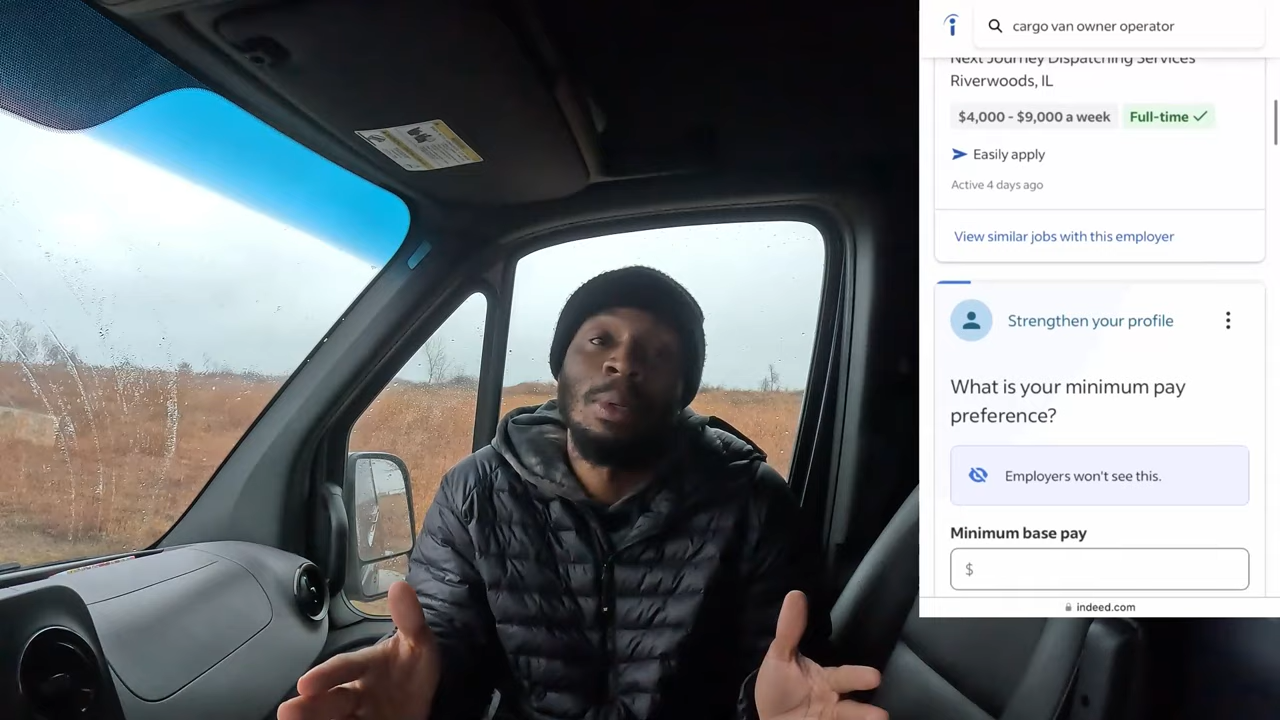 cargo van owner operator
Next Journey Dispatching Services
Riverwoods, IL
$4,000 - $9,000 a week
Full-time
Easily apply
Active 4 days ago
View similar jobs with this employer
Strengthen your profile
What is your minimum pay
preference?
Employers won't see this.
Minimum base pay
$
indeed.com